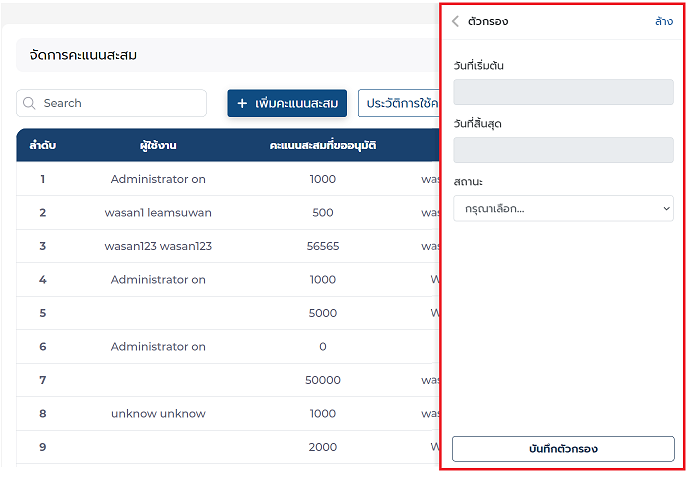 ตัวกรอง ล้าง
จัดการคะแนนสะสม
วันที่เริ่มต้น
Search + เพิ่มคะแนนสะสม ประวัติการใช้ค
วันที่สิ้นสุด
ลำดับ ผู้ใช้งาน คะแนนสะสมที่ขออนุมัติ
สถานะ
1 Administrator on 1000 was
กรุณาเลือก...
2 wasan1 leamsuwan 500 was
3 wasan123 wasan123 56565 was
4 Administrator on 1000 W
5 5000 W
6 Administrator on 0
7 50000 was
8 unknow unknow 1000 was
9 2000 W
บันทึกตัวกรอง